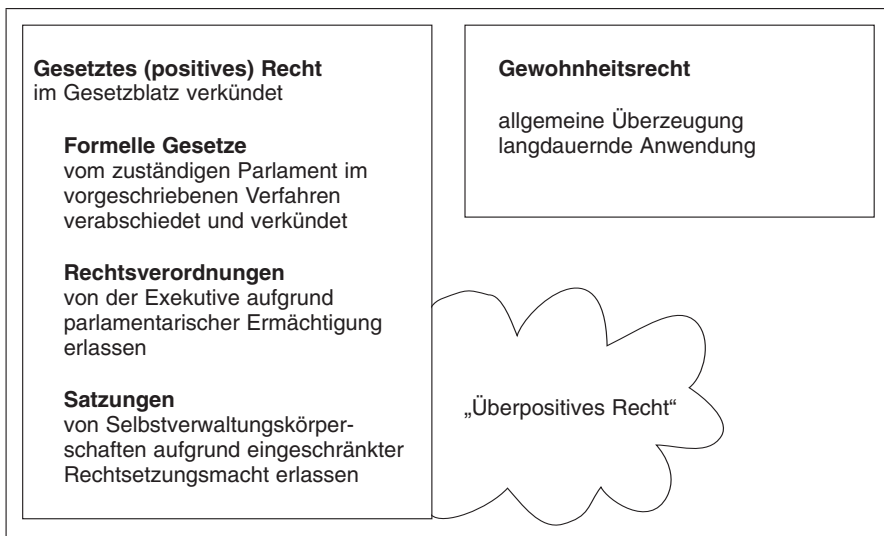 Gesetztes (positives) Recht
im Gesetzblatz verkündet
Formelle Gesetze
vom zuständigen Parlament im
vorgeschriebenen Verfahren
verabschiedet und verkündet
Rechtsverordnungen
von der Exekutive aufgrund
parlamentarischer Ermächtigung
erlassen
Satzungen
von Selbstverwaltungskörper-
schaften aufgrund eingeschränkter
Rechtsetzungsmacht erlassen
Gewohnheitsrecht
allgemeine Überzeugung
langdauernde Anwendung
„Überpositives Recht“